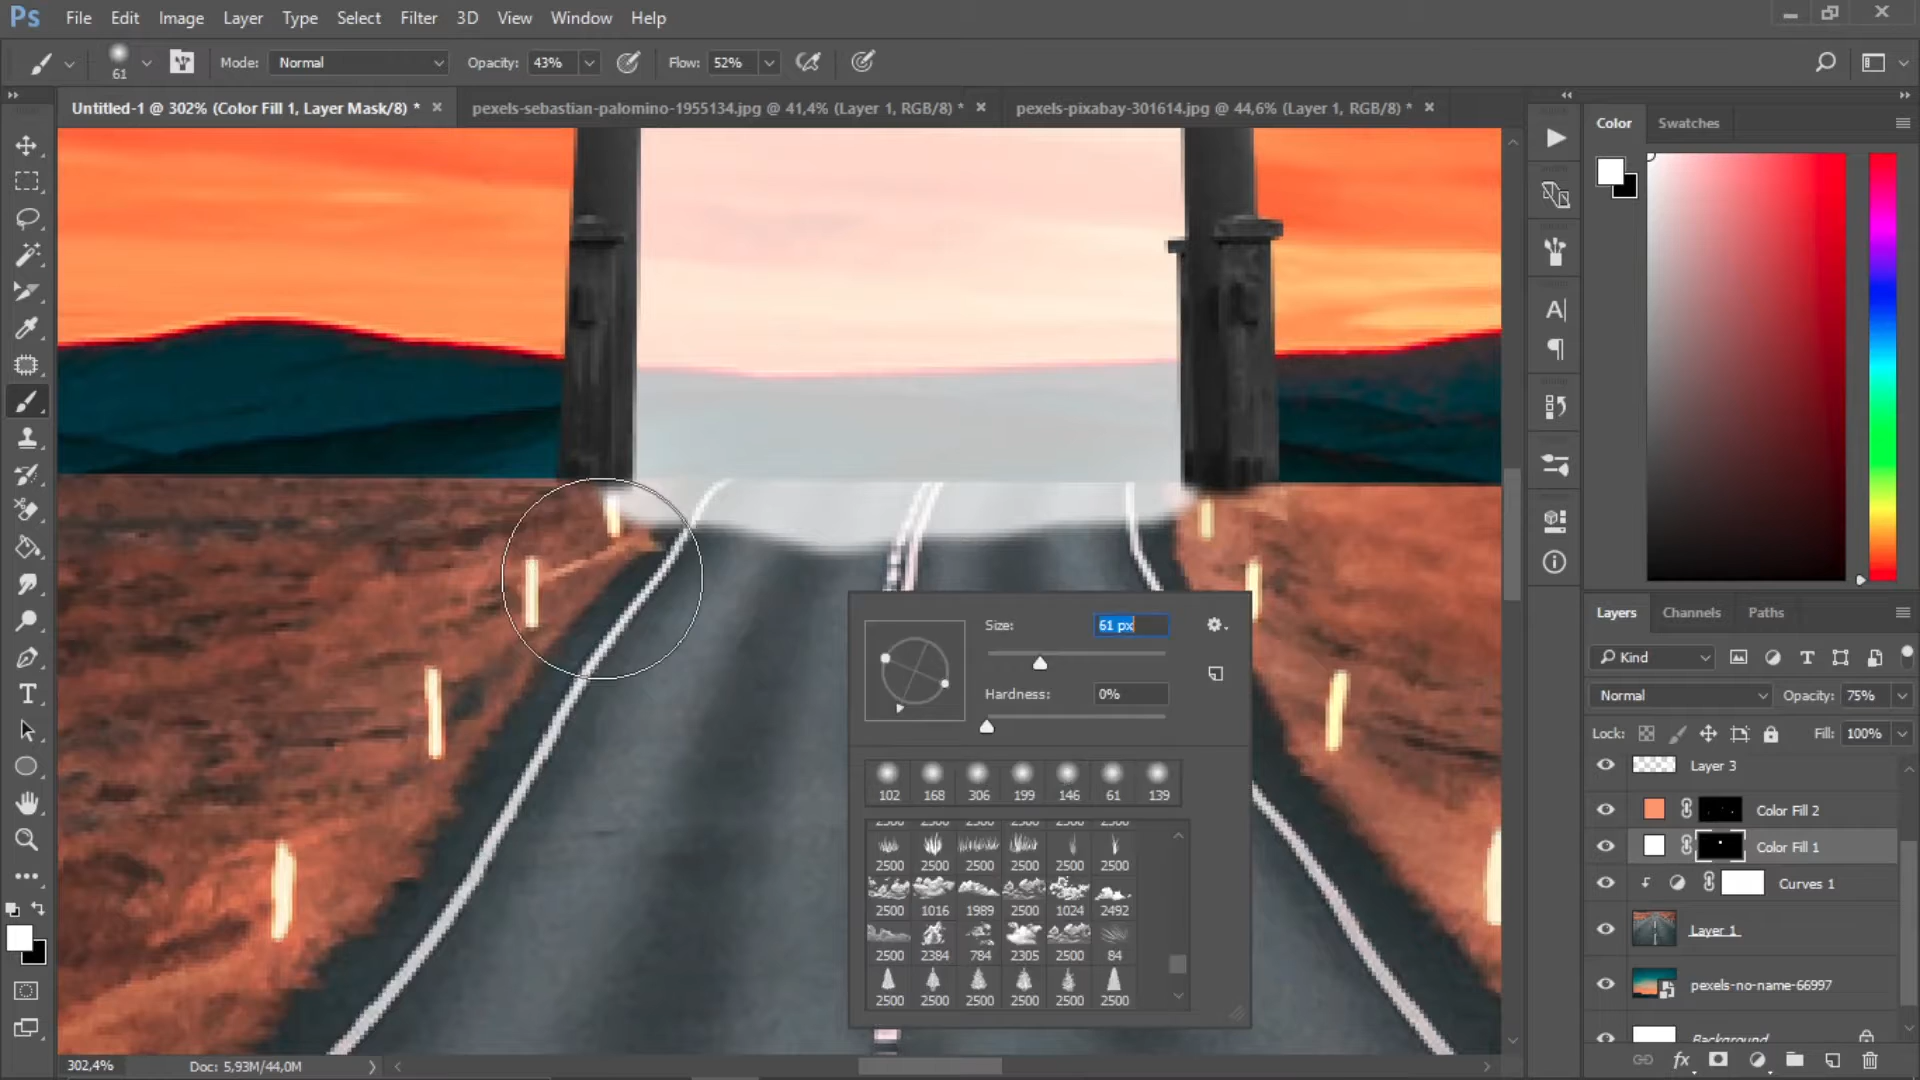 Ps File Edit Image Layer Type Select Filter 3D View Window Help
61 Mode: Normal Opacity: 43% Flow: 52%
Untitled-1 @ 302% (Color Fill 1, Layer Mask/8) * pexels-sebastian-palomino-1955134.jpg @ 41,4% (Layer 1, RGB/8) * pexels-pixabay-301614.jpg @ 44,6% (Layer 1, RGB/8) *
Color Swatches
Size: 61 px
Hardness: 0%
102 168 306 199 146 61 139
2500 2500 2500 2500 2500 2500
2500 2500 2500 2500 2500 2500
2500 1016 1989 2500 1024 2492
2500 2384 784 2305 2500 84
2500 2500 2500 2500 2500 2500
Layers Channels Paths
Kind
Normal Opacity: 75%
Lock: Fill: 100%
Layer 3
Color Fill 2
Color Fill 1
Curves 1
Layer 1
pexels-no-name-66997
Background
302,4% Doc: 5,93M/44,0M